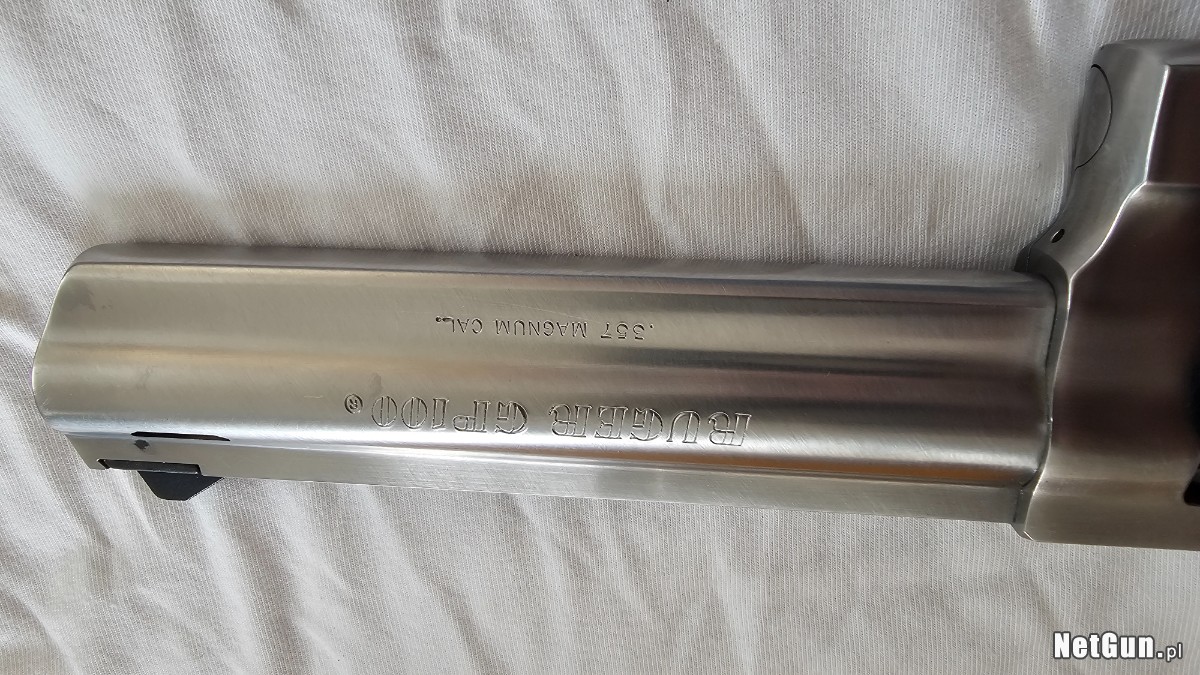 RUGER GP100®
.357 MAGNUM CAL.
NetGun.pl